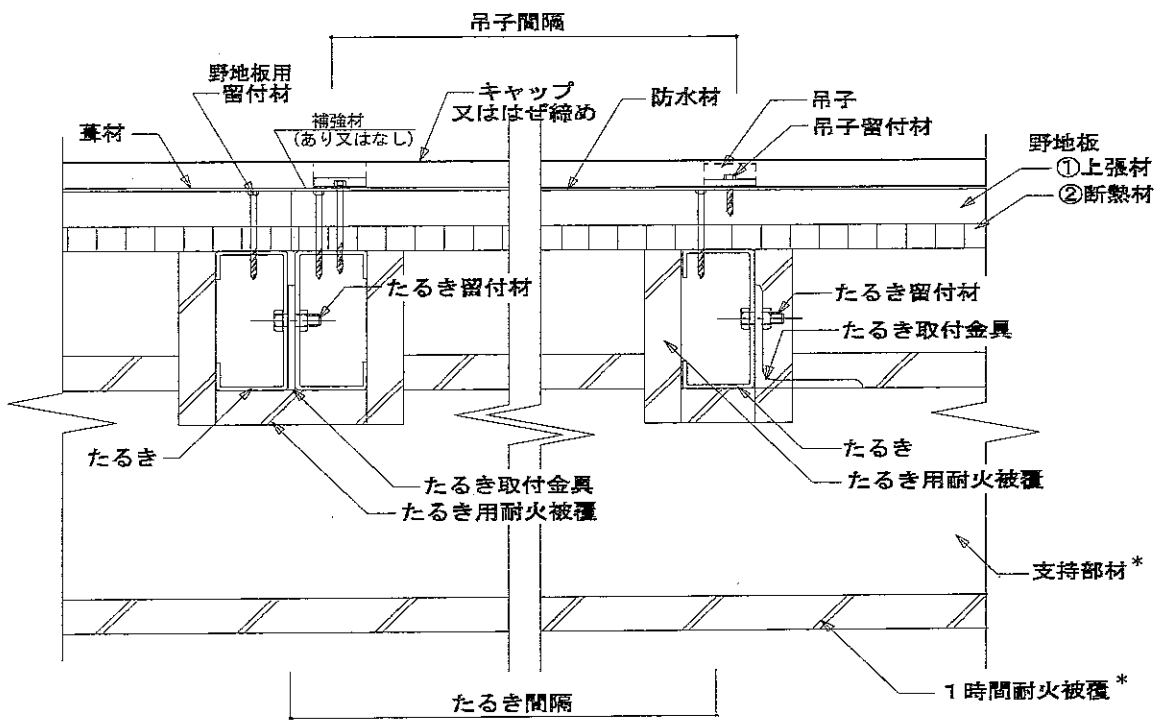 吊子間隔
野地板用
留付材
キャップ
又ははぜ締め
防水材
吊子
吊子留付材
葺材
補強材
(あり又はなし)
野地板
①上張材
②断熱材
たるき留付材
たるき留付材
たるき取付金具
たるき
たるき
たるき取付金具
たるき用耐火被覆
たるき用耐火被覆
支持部材*
1時間耐火被覆*
たるき間隔